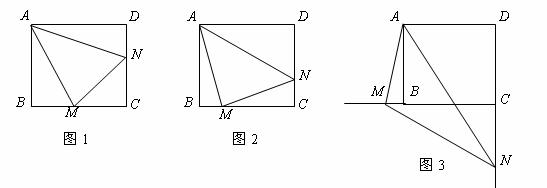 A D A D A D
N
N
M B C
B M C B M C
N
图1 图2 图3